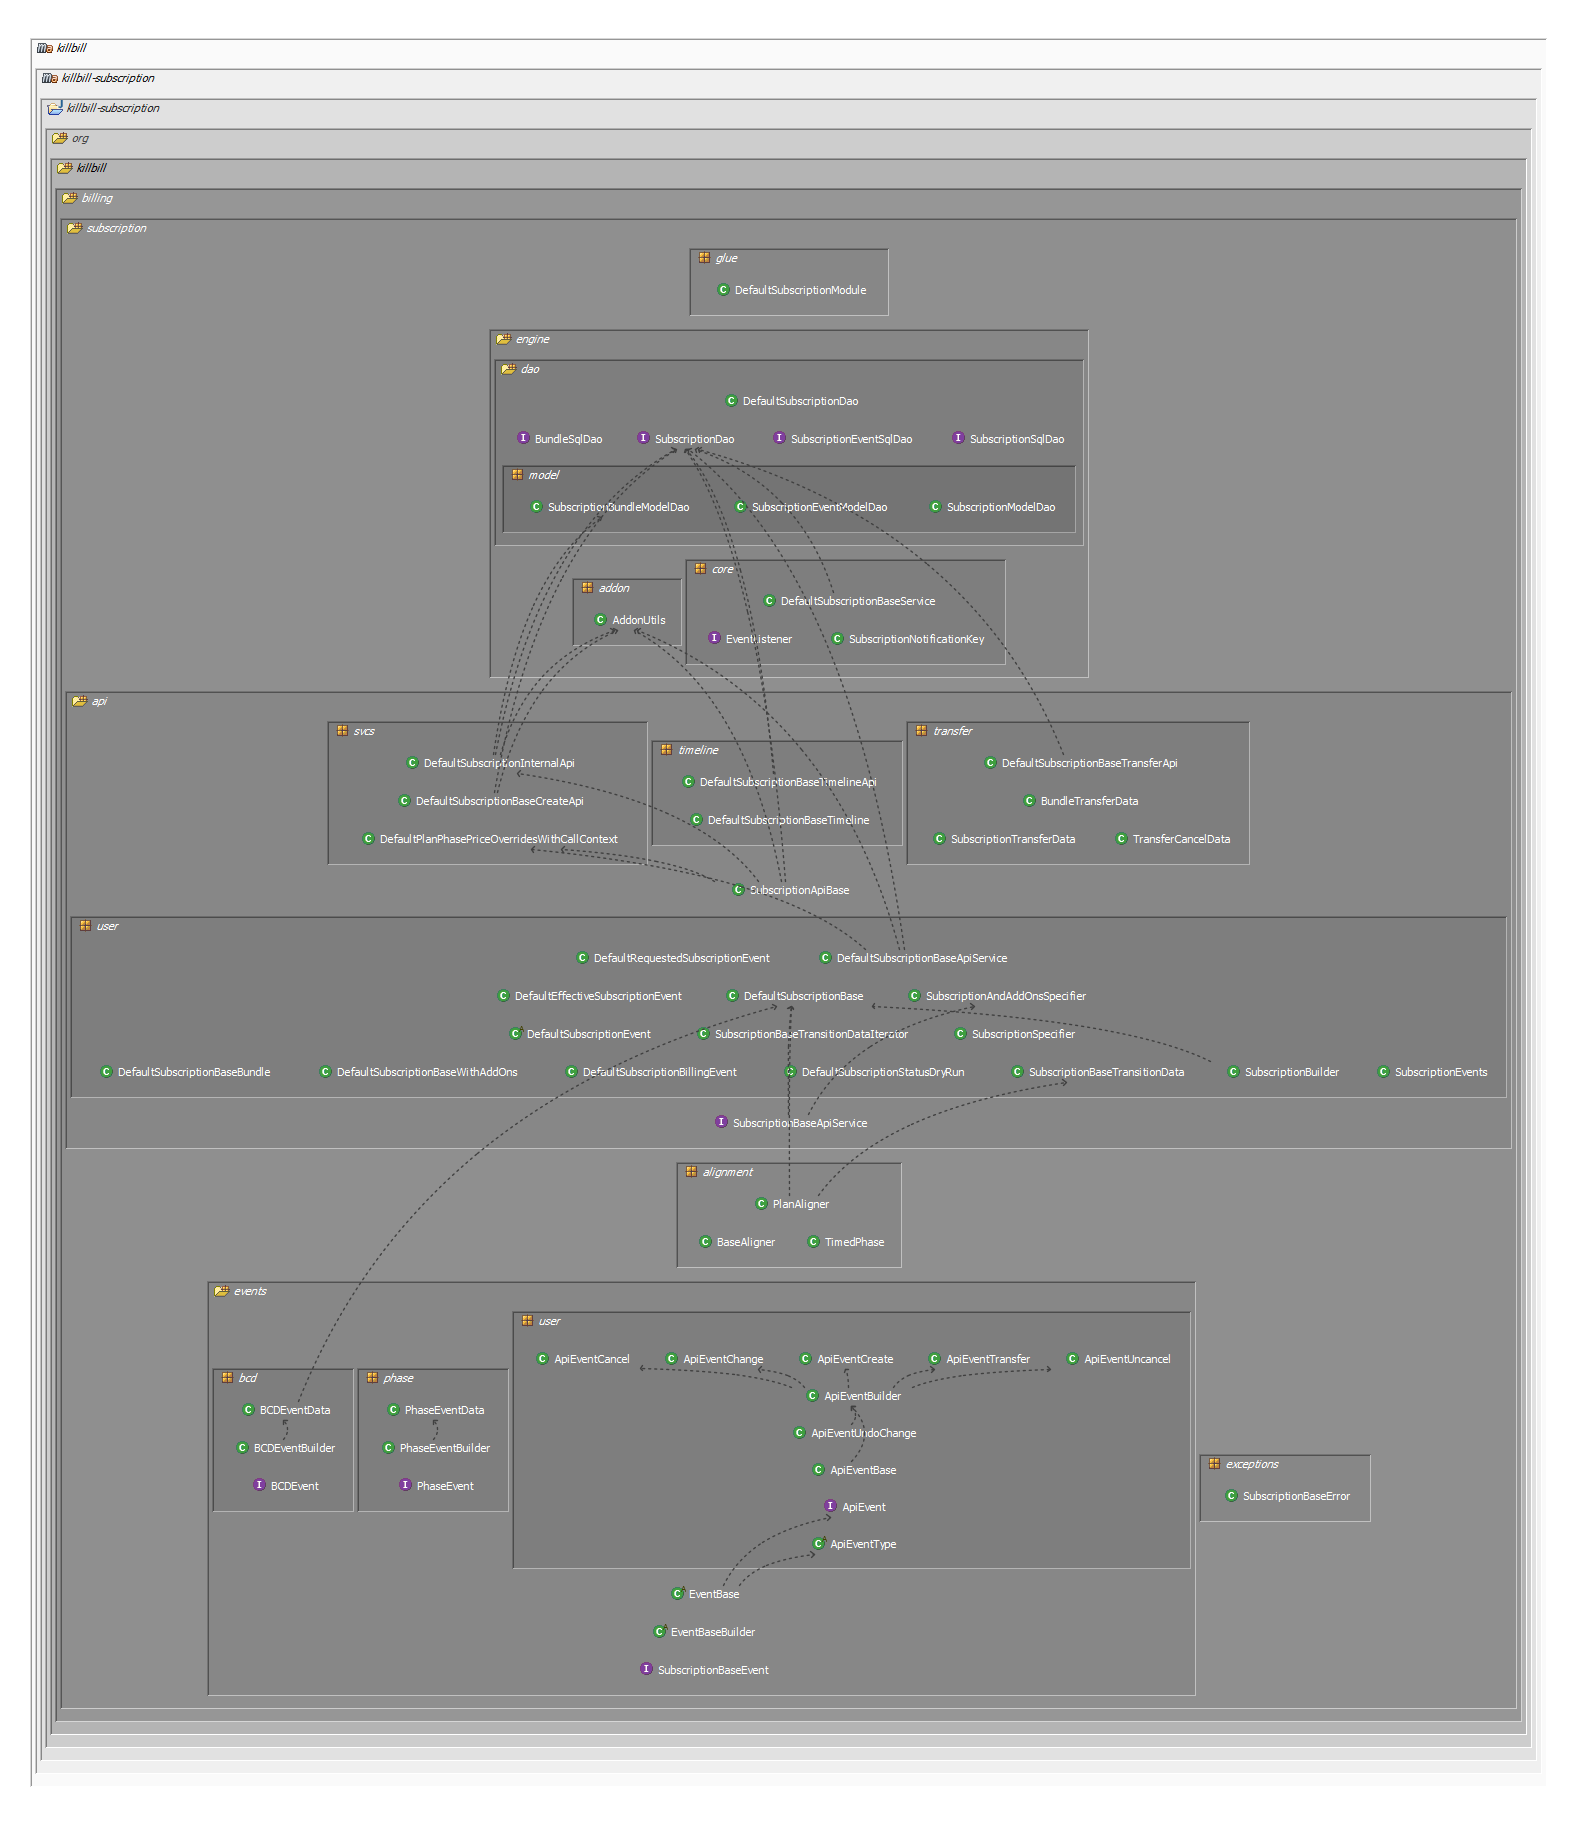 killbill
killbill-subscription
killbill-subscription
org
killbill
billing
subscription
glue
DefaultSubscriptionModule
engine
dao
DefaultSubscriptionDao
BundleSqlDao SubscriptionDao SubscriptionEventSqlDao SubscriptionSqlDao
model
SubscriptionBundleModelDao SubscriptionEventModelDao SubscriptionModelDao
core
addon
DefaultSubscriptionBaseService
AddonUtils
EventListener SubscriptionNotificationKey
api
svcs
transfer
timeline
DefaultSubscriptionInternalApi
DefaultSubscriptionBaseTransferApi
DefaultSubscriptionBaseTimelineApi
DefaultSubscriptionBaseCreateApi
BundleTransferData
DefaultSubscriptionBaseTimeline
DefaultPlanPhasePriceOverridesWithCallContext
SubscriptionTransferData TransferCancelData
SubscriptionApiBase
user
DefaultRequestedSubscriptionEvent DefaultSubscriptionBaseApiService
DefaultEffectiveSubscriptionEvent DefaultSubscriptionBase SubscriptionAndAddOnsSpecifier
DefaultSubscriptionEvent SubscriptionBaseTransitionDataIterator SubscriptionSpecifier
DefaultSubscriptionBaseBundle DefaultSubscriptionBaseWithAddOns DefaultSubscriptionBillingEvent DefaultSubscriptionStatusDryRun SubscriptionBaseTransitionData SubscriptionBuilder SubscriptionEvents
SubscriptionBaseApiService
alignment
PlanAligner
BaseAligner TimedPhase
events
user
ApiEventCancel ApiEventChange ApiEventCreate ApiEventTransfer ApiEventUncancel
bcd phase
ApiEventBuilder
BCDEventData PhaseEventData
ApiEventUndoChange
BCDEventBuilder PhaseEventBuilder
exceptions
ApiEventBase
BCDEvent PhaseEvent
SubscriptionBaseError
ApiEvent
ApiEventType
EventBase
EventBaseBuilder
SubscriptionBaseEvent